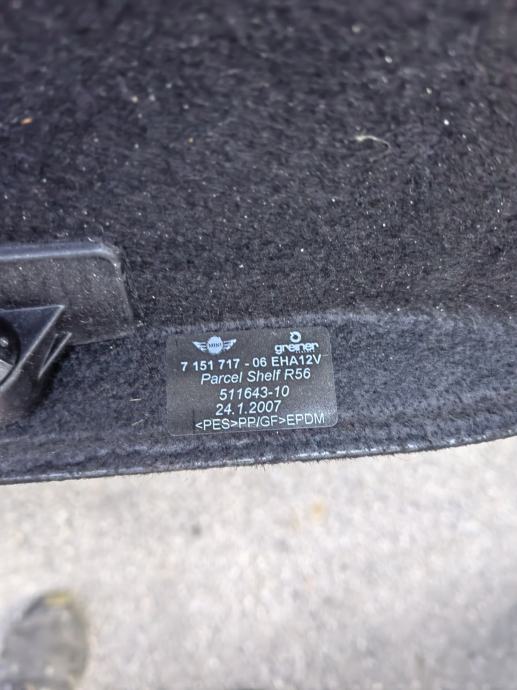 MINI
greiner
7 151 717 - 06 EHA12V
Parcel Shelf R56
511643-10
24.1.2007
<PES>PP/GF>EPDM